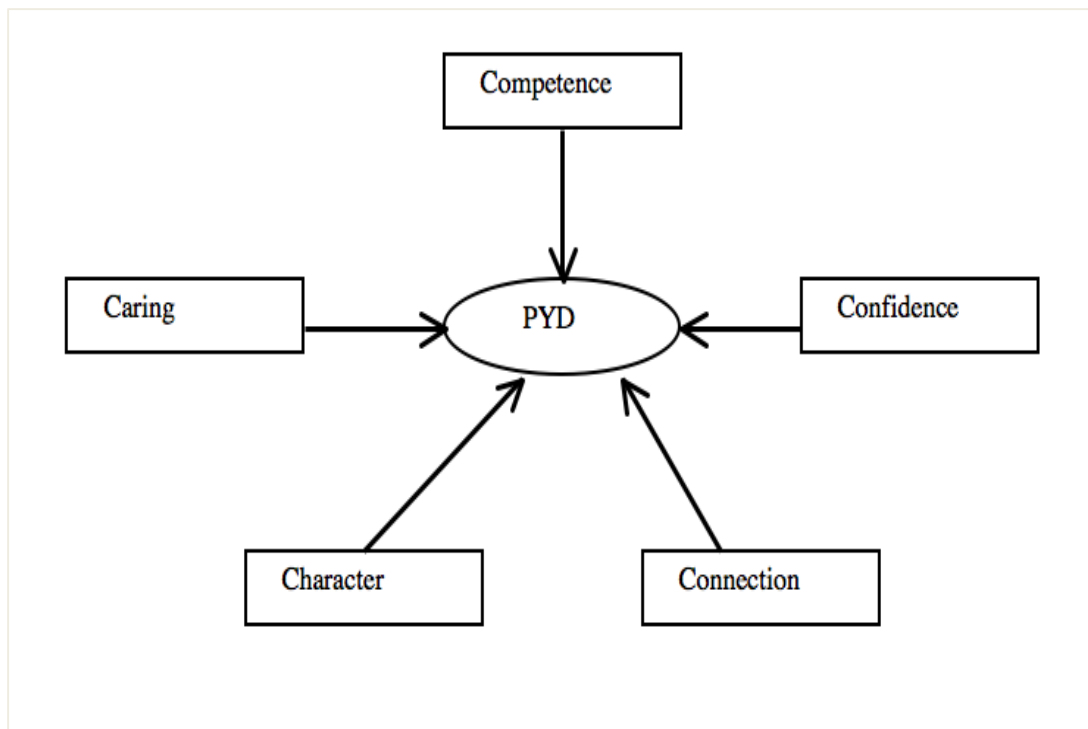 Competence
Caring
PYD
Confidence
Character
Connection